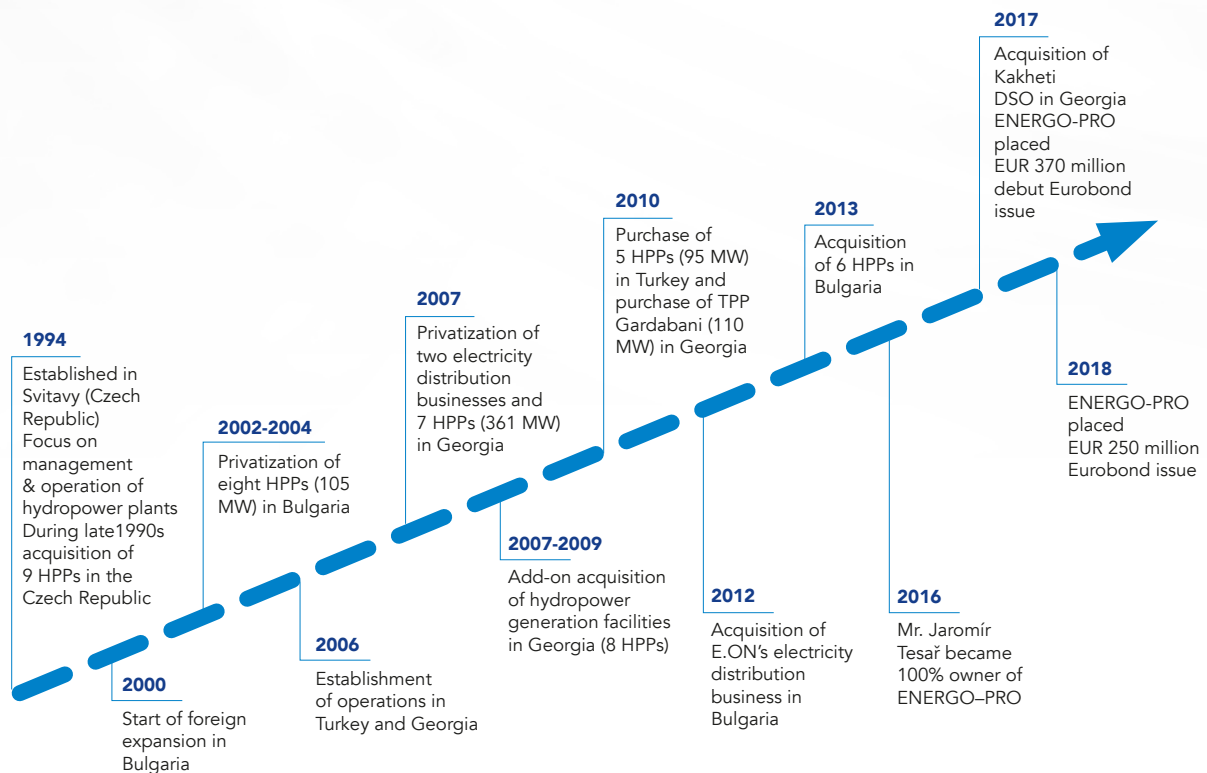 1994
Established in
Svitavy (Czech
Republic)
Focus on
management
& operation of
hydropower plants
During late1990s
acquisition of
9 HPPs in the
Czech Republic
2000
Start of foreign
expansion in
Bulgaria
2002-2004
Privatization of
eight HPPs (105
MW) in Bulgaria
2006
Establishment
of operations in
Turkey and Georgia
2007
Privatization of
two electricity
distribution
businesses and
7 HPPs (361 MW)
in Georgia
2007-2009
Add-on acquisition
of hydropower
generation facilities
in Georgia (8 HPPs)
2010
Purchase of
5 HPPs (95 MW)
in Turkey and
purchase of TPP
Gardabani (110
MW) in Georgia
2012
Acquisition of
E.ON's electricity
distribution
business in
Bulgaria
2013
Acquisition
of 6 HPPs in
Bulgaria
2016
Mr. Jaromír
Tesař became
100% owner of
ENERGO–PRO
2017
Acquisition of
Kakheti
DSO in Georgia
ENERGO-PRO
placed
EUR 370 million
debut Eurobond
issue
2018
ENERGO-PRO
placed
EUR 250 million
Eurobond issue